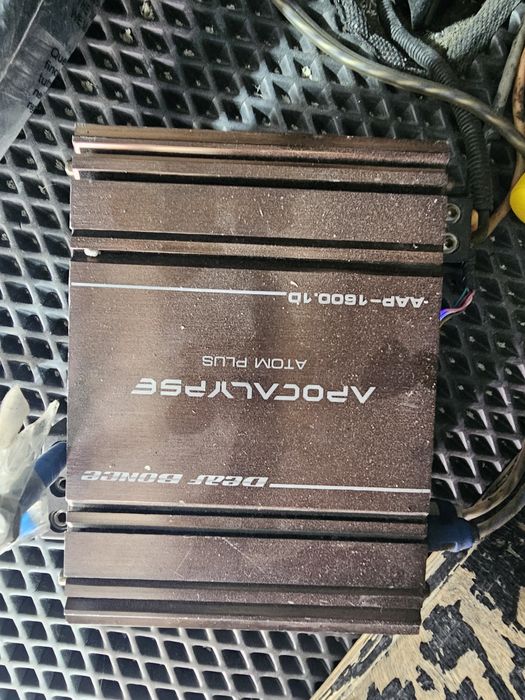 Deaf Bonce
APOCALYPSE
ATOM PLUS
AAP-1600.1D